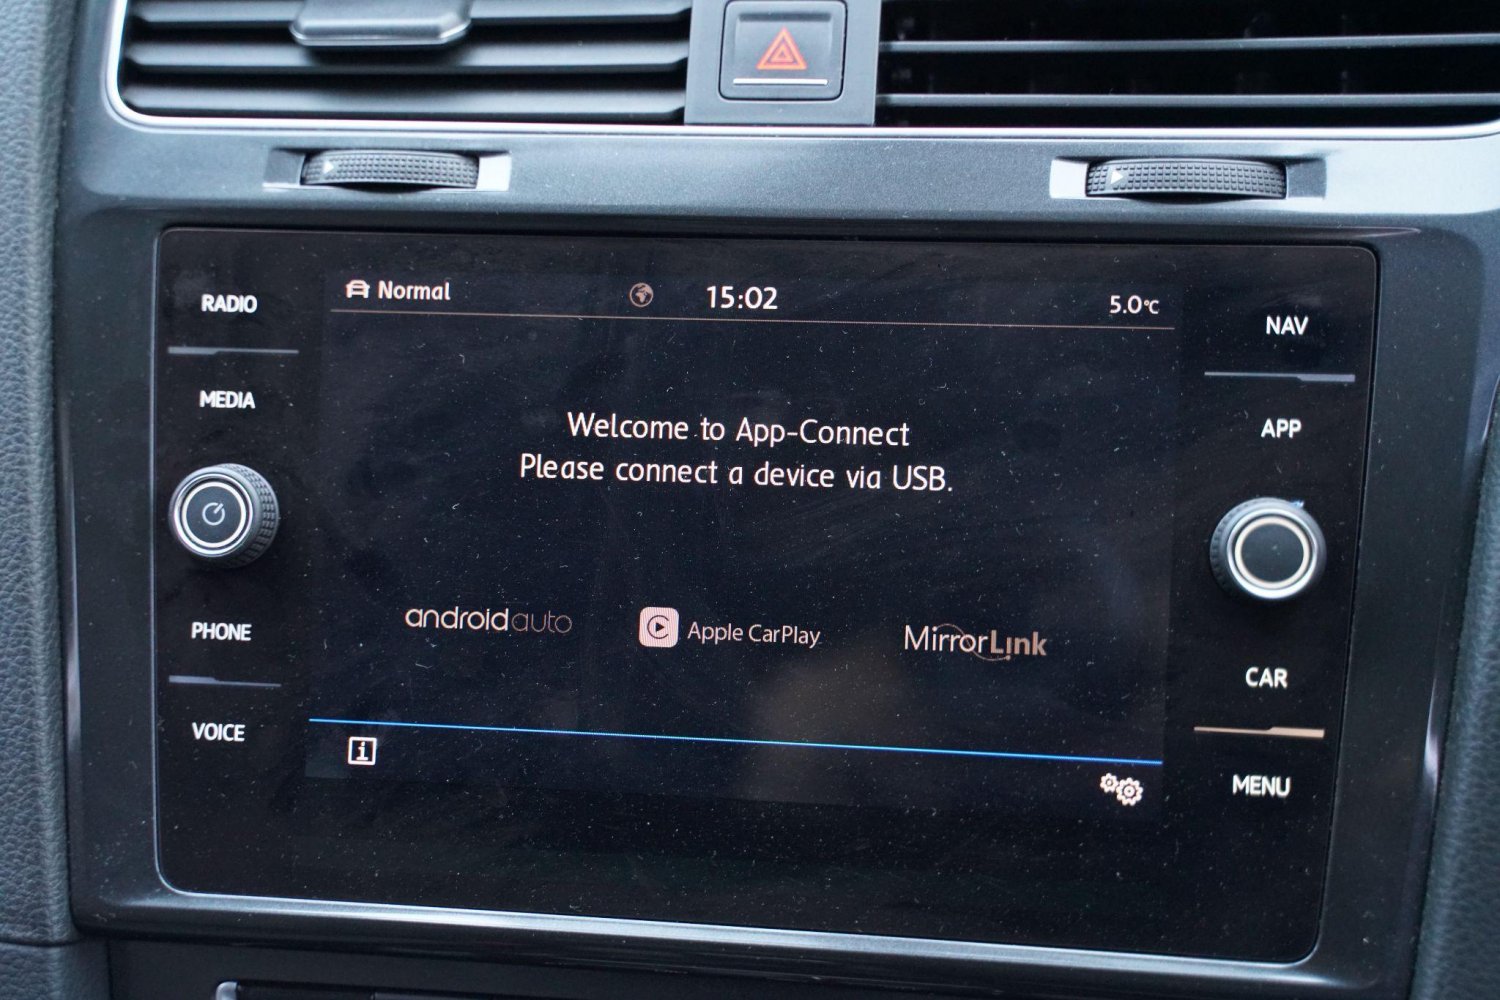 RADIO
MEDIA
PHONE
VOICE
Normal
15:02
5.0°C
Welcome to App-Connect
Please connect a device via USB.
androidauto
Apple CarPlay
MirrorLink
i
NAV
APP
CAR
MENU